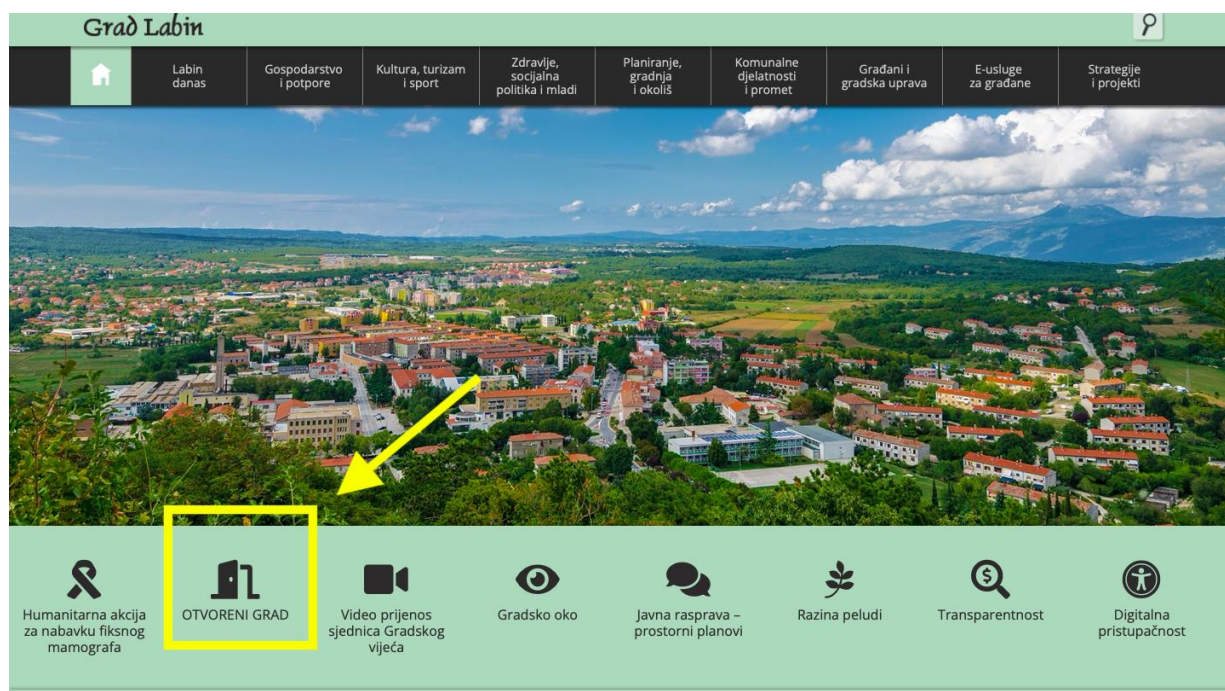 Grad Labin
Labin
danas
Gospodarstvo
i potpore
Kultura, turizam
i sport
Zdravlje,
socijalna
politika i mladi
Planiranje,
gradnja
i okoliš
Komunalne
djelatnosti
i promet
Građani i
gradska uprava
E-usluge
za građane
Strategije
i projekti
Humanitarna akcija
za nabavku fiksnog
mamografa
OTVORENI GRAD
Video prijenos
sjednica Gradskog
vijeća
Gradsko oko
Javna rasprava –
prostorni planovi
Razina peludi
Transparentnost
Digitalna
pristupačnost